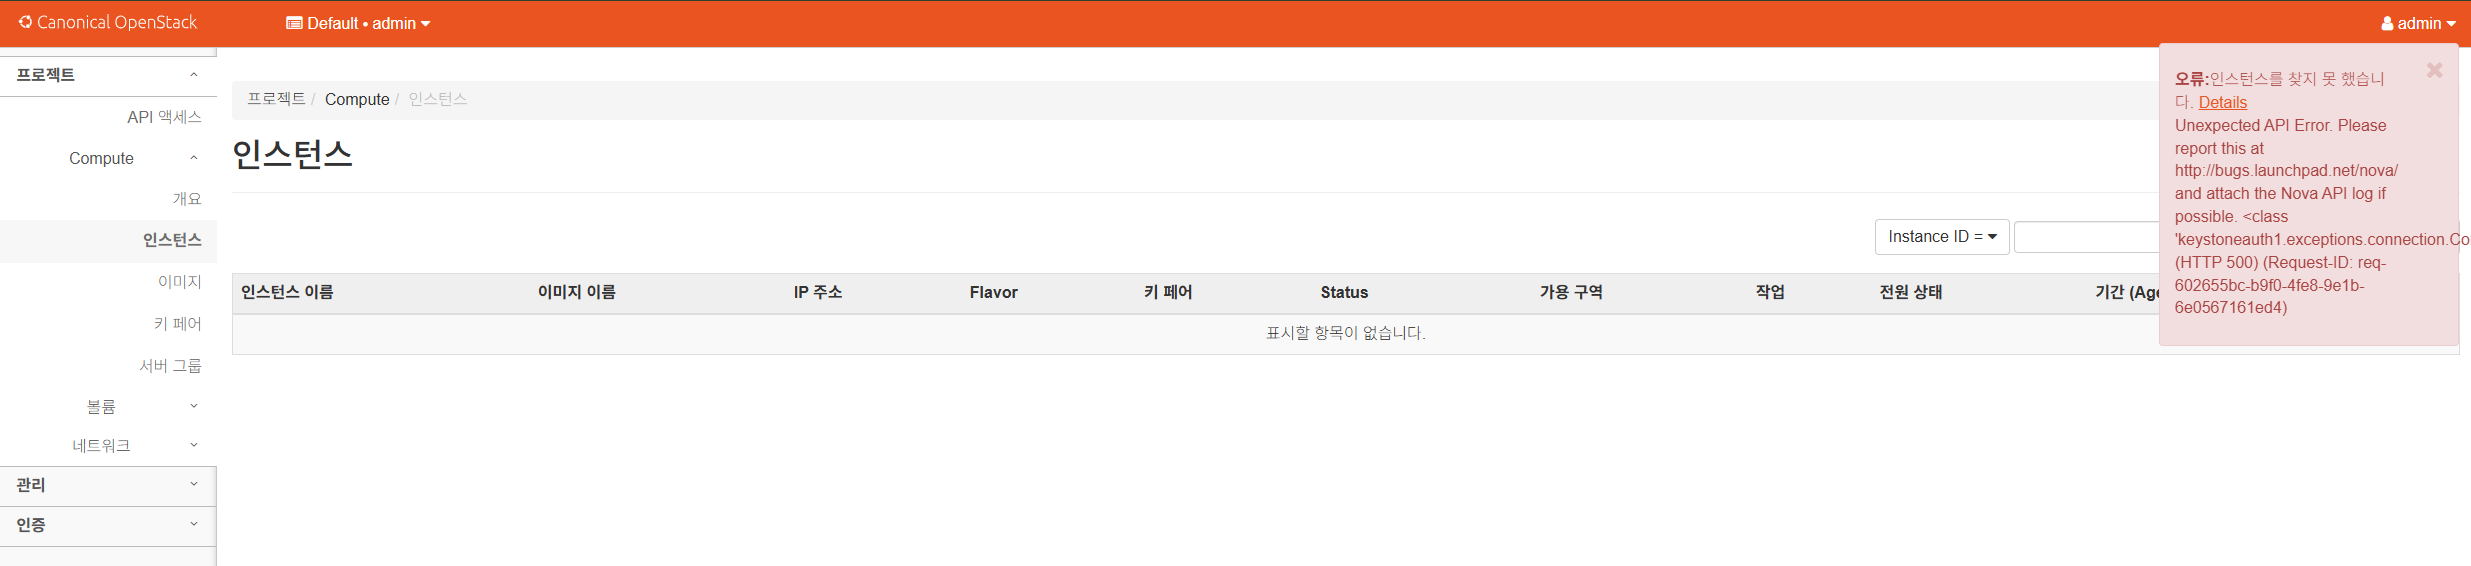 Canonical OpenStack
Default • admin
admin
프로젝트
API 액세스
Compute
개요
인스턴스
이미지
키 페어
서버 그룹
볼륨
네트워크
관리
인증
프로젝트 / Compute / 인스턴스
인스턴스
Instance ID =
인스턴스 이름 이미지 이름 IP 주소 Flavor 키 페어 Status 가용 구역 작업 전원 상태 기간 (Age
표시할 항목이 없습니다.
오류:인스턴스를 찾지 못 했습니
다. Details
Unexpected API Error. Please
report this at
http://bugs.launchpad.net/nova/
and attach the Nova API log if
possible. <class
'keystoneauth1.exceptions.connection.Co
(HTTP 500) (Request-ID: req-
602655bc-b9f0-4fe8-9e1b-
6e0567161ed4)